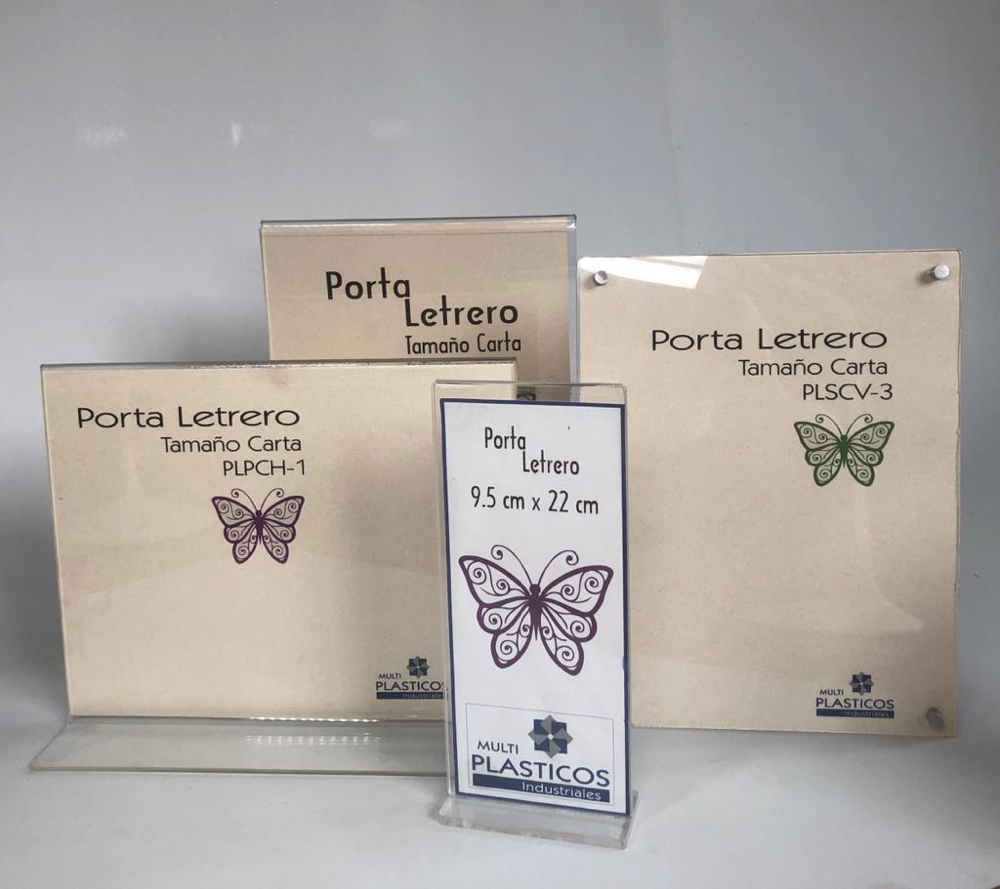 Porta
Letrero
Tamaño Carta
Porta Letrero
Tamaño Carta
PLPCH-1
MULTI
PLASTICOS
Industriales
Porta
Letrero
9.5 cm x 22 cm
MULTI
PLASTICOS
Industriales
Porta Letrero
Tamaño Carta
PLSCV-3
MULTI
PLASTICOS
Industriales